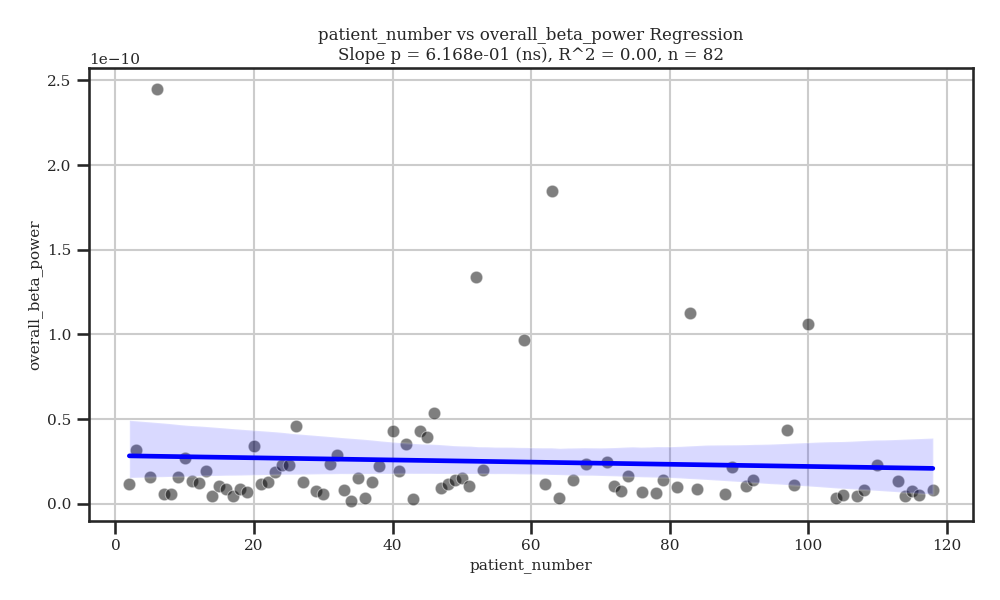 patient_number vs overall_beta_power Regression
Slope p = 6.168e-01 (ns), R^2 = 0.00, n = 82
1e−10
2.5
2.0
1.5
1.0
0.5
0.0
overall_beta_power
0 20 40 60 80 100 120
patient_number